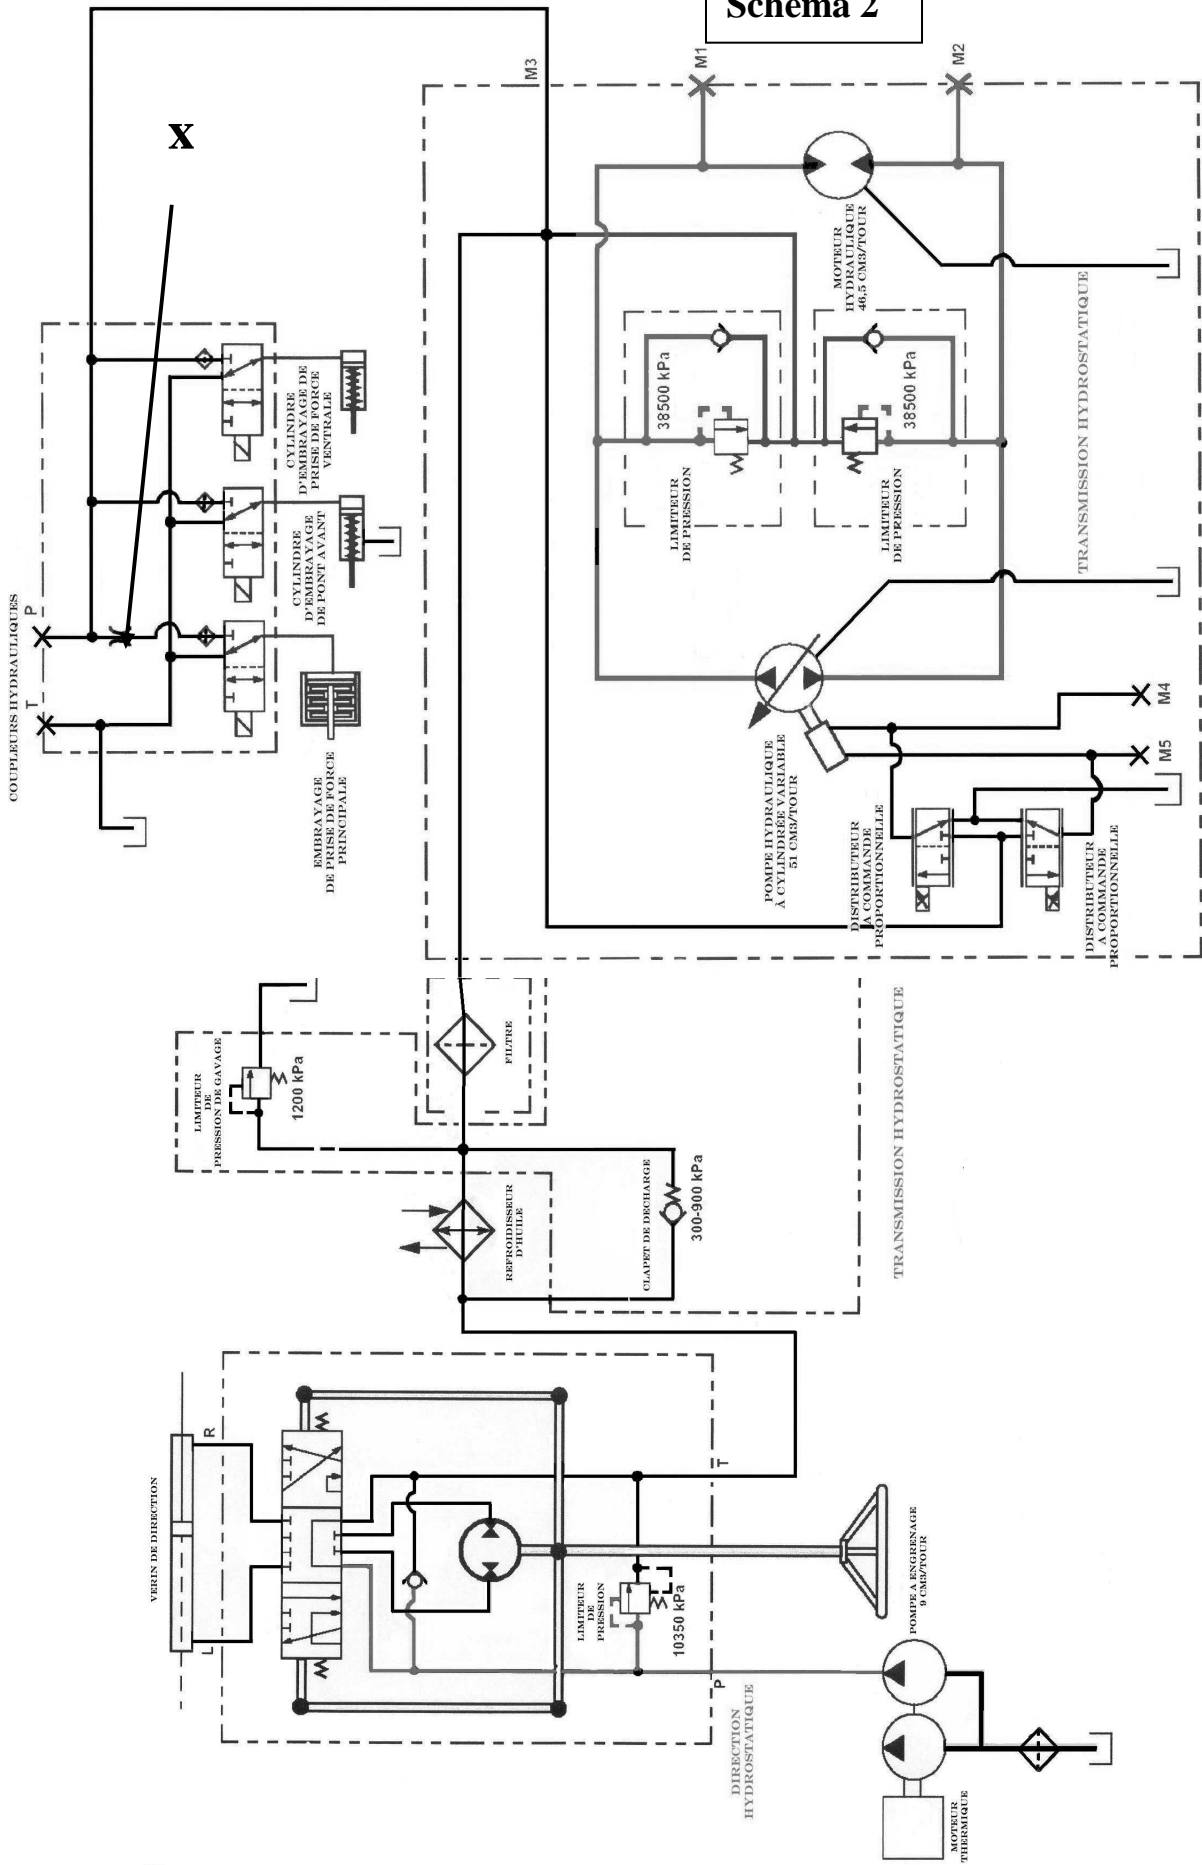 Schéma 2
x
COUPLEURS HYDRAULIQUES
T
P
CYLINDRE
D'EMBRAYAGE DE
PRISE DE FORCE
VENTRALE
CYLINDRE
D'EMBRAYAGE
DE PONT AVANT
EMBRAYAGE
DE PRISE DE FORCE
PRINCIPALE
M3
M1
M2
MOTEUR
HYDRAULIQUE
46,5 CM3/TOUR
38500 kPa
LIMITEUR
DE PRESSION
38500 kPa
LIMITEUR
DE PRESSION
TRANSMISSION HYDROSTATIQUE
POMPE HYDRAULIQUE
À CYLINDRÉE VARIABLE
51 CM3/TOUR
M4
M5
DISTRIBUTEUR
A COMMANDE
PROPORTIONNELLE
DISTRIBUTEUR
A COMMANDE
PROPORTIONNELLE
LIMITEUR
DE
PRESSION DE GAVAGE
1200 kPa
FILTRE
REFROIDISSEUR
D'HUILE
CLAPET DE DECHARGE
300-900 kPa
TRANSMISSION HYDROSTATIQUE
VERIN DE DIRECTION
L
R
LIMITEUR
DE
PRESSION
10350 kPa
T
P
DIRECTION
HYDROSTATIQUE
POMPE A ENGRENAGE
9 CM3/TOUR
MOTEUR
THERMIQUE